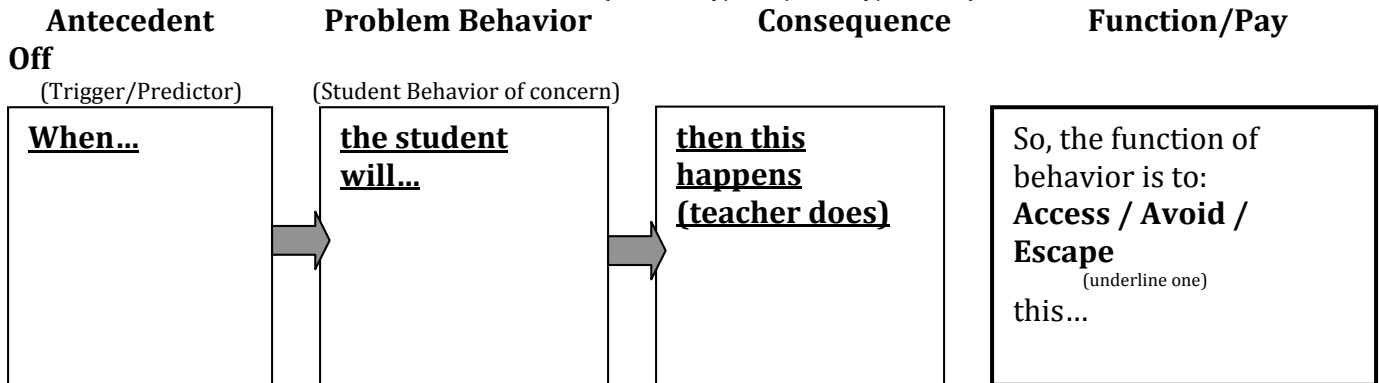 Antecedent Problem Behavior Consequence Function/Pay
Off
(Trigger/Predictor) (Student Behavior of concern)
When…
the student
will…
then this
happens
(teacher does)
So, the function of
behavior is to:
Access / Avoid /
Escape
(underline one)
this…